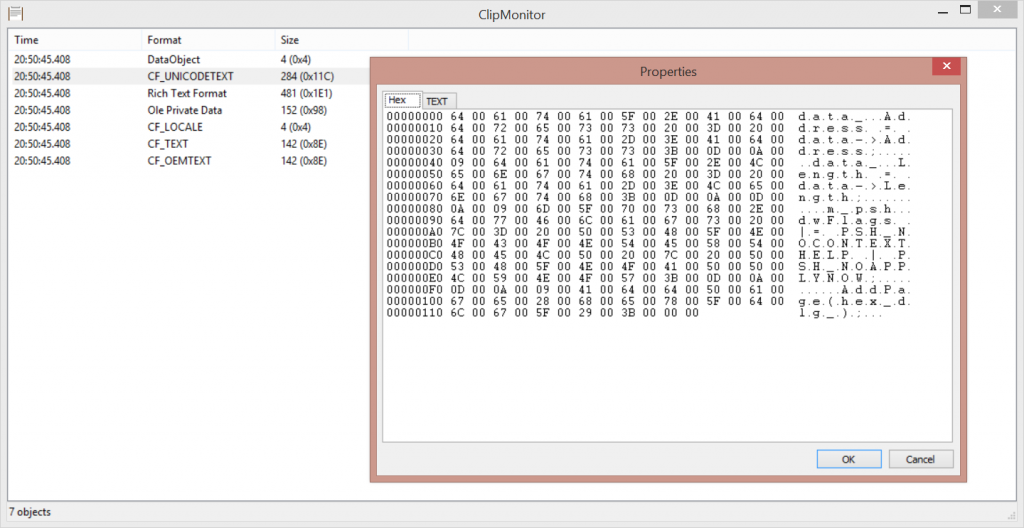 ClipMonitor
Time Format Size
20:50:45.408 DataObject 4 (0x4)
20:50:45.408 CF_UNICODETEXT 284 (0x11C)
20:50:45.408 Rich Text Format 481 (0x1E1)
20:50:45.408 Ole Private Data 152 (0x98)
20:50:45.408 CF_LOCALE 4 (0x4)
20:50:45.408 CF_TEXT 142 (0x8E)
20:50:45.408 CF_OEMTEXT 142 (0x8E)
Properties
Hex TEXT
00000000 64 00 61 00 74 00 61 00 5F 00 2E 00 41 00 64 00 d.a.t.a._...A.d.
00000010 64 00 72 00 65 00 73 00 73 00 20 00 3D 00 20 00 d.r.e.s.s. .=. .
00000020 64 00 61 00 74 00 61 00 2D 00 3E 00 41 00 64 00 d.a.t.a.-.>.A.d.
00000030 64 00 72 00 65 00 73 00 73 00 3B 00 0D 00 0A 00 d.r.e.s.s.;.....
00000040 09 00 64 00 61 00 74 00 61 00 5F 00 2E 00 4C 00 ..d.a.t.a._...L.
00000050 65 00 6E 00 67 00 74 00 68 00 20 00 3D 00 20 00 e.n.g.t.h. .=. .
00000060 64 00 61 00 74 00 61 00 2D 00 3E 00 4C 00 65 00 d.a.t.a.-.>.L.e.
00000070 6E 00 67 00 74 00 68 00 3B 00 0D 00 0A 00 0D 00 n.g.t.h.;.......
00000080 0A 00 09 00 6D 00 5F 00 70 00 73 00 68 00 2E 00 ....m._.p.s.h...
00000090 64 00 77 00 46 00 6C 00 61 00 67 00 73 00 20 00 d.w.F.l.a.g.s. .
000000A0 7C 00 3D 00 20 00 50 00 53 00 48 00 5F 00 4E 00 |.=. .P.S.H._.N.
000000B0 4F 00 43 00 4F 00 4E 00 54 00 45 00 58 00 54 00 O.C.O.N.T.E.X.T.
000000C0 48 00 45 00 4C 00 50 00 20 00 7C 00 20 00 50 00 H.E.L.P. .|. .P.
000000D0 53 00 48 00 5F 00 4E 00 4F 00 41 00 50 00 50 00 S.H._.N.O.A.P.P.
000000E0 4C 00 59 00 4E 00 4F 00 57 00 3B 00 0D 00 0A 00 L.Y.N.O.W.;.....
000000F0 0D 00 0A 00 09 00 41 00 64 00 64 00 50 00 61 00 ......A.d.d.P.a.
00000100 67 00 65 00 28 00 68 00 65 00 78 00 5F 00 64 00 g.e.(.h.e.x._.d.
00000110 6C 00 67 00 5F 00 29 00 3B 00 00 00 l.g._.).;...
OK Cancel
7 objects